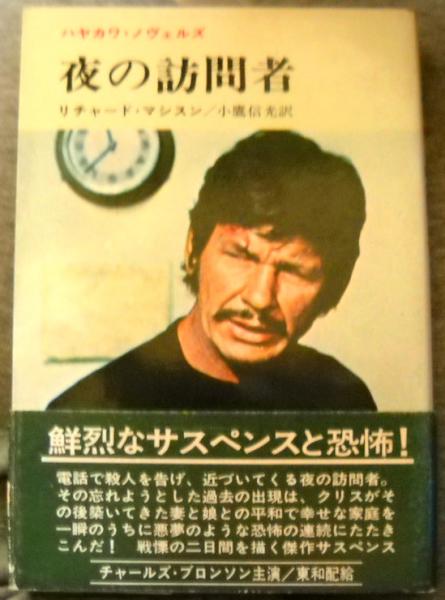 ハヤカワ・ノヴェルズ
夜の訪問者
リチャード・マシスン/小鷹信光訳
鮮烈なサスペンスと恐怖!
電話で殺人を告げ、近づいてくる夜の訪問者。
その忘れようとした過去の出現は、クリスがそ
の後築いてきた妻と娘との平和で幸せな家庭を
一瞬のうちに悪夢のような恐怖の連続にたたき
こんだ! 戦慄の二日間を描く傑作サスペンス
チャールズ・ブロンソン主演/東和配給